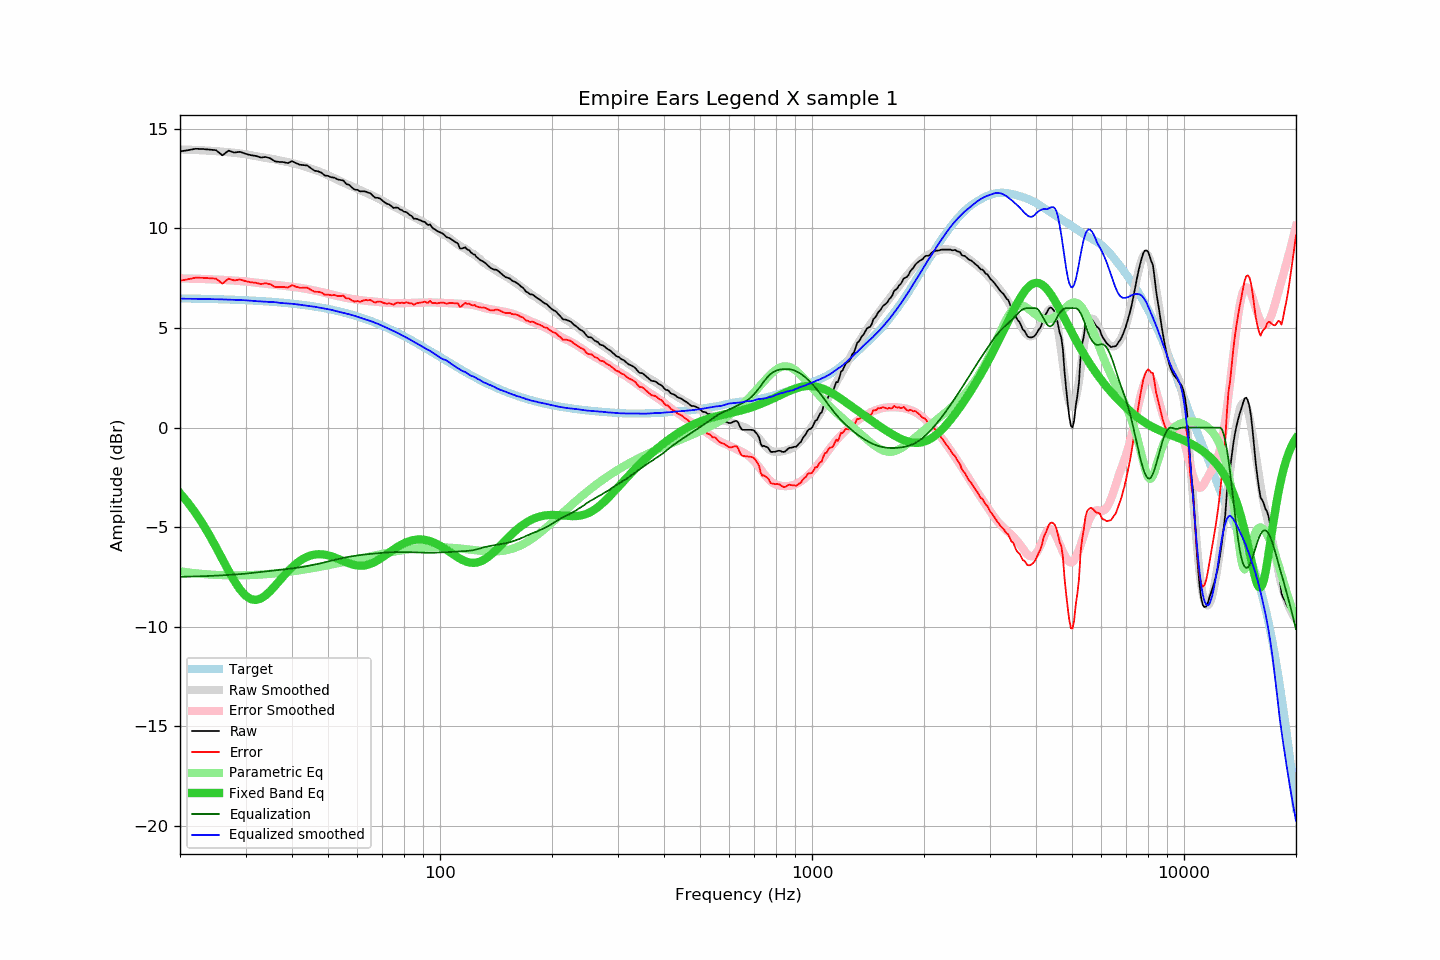 Empire Ears Legend X sample 1
15
10
5
0
−5
−10
−15
−20
Amplitude (dBr)
Target
Raw Smoothed
Error Smoothed
Raw
Error
Parametric Eq
Fixed Band Eq
Equalization
Equalized smoothed
100
1000
10000
Frequency (Hz)